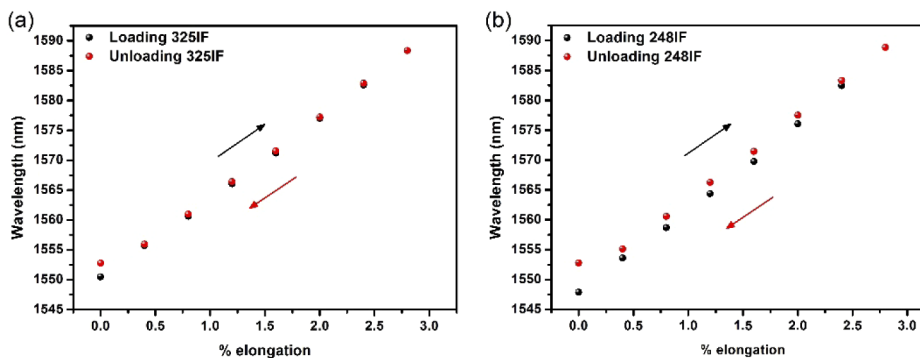 (a)
Loading 325IF
Unloading 325IF
Wavelength (nm)
1590
1585
1580
1575
1570
1565
1560
1555
1550
1545
0.0 0.5 1.0 1.5 2.0 2.5 3.0
% elongation
(b)
Loading 248IF
Unloading 248IF
Wavelength (nm)
1590
1585
1580
1575
1570
1565
1560
1555
1550
1545
0.0 0.5 1.0 1.5 2.0 2.5 3.0
% elongation